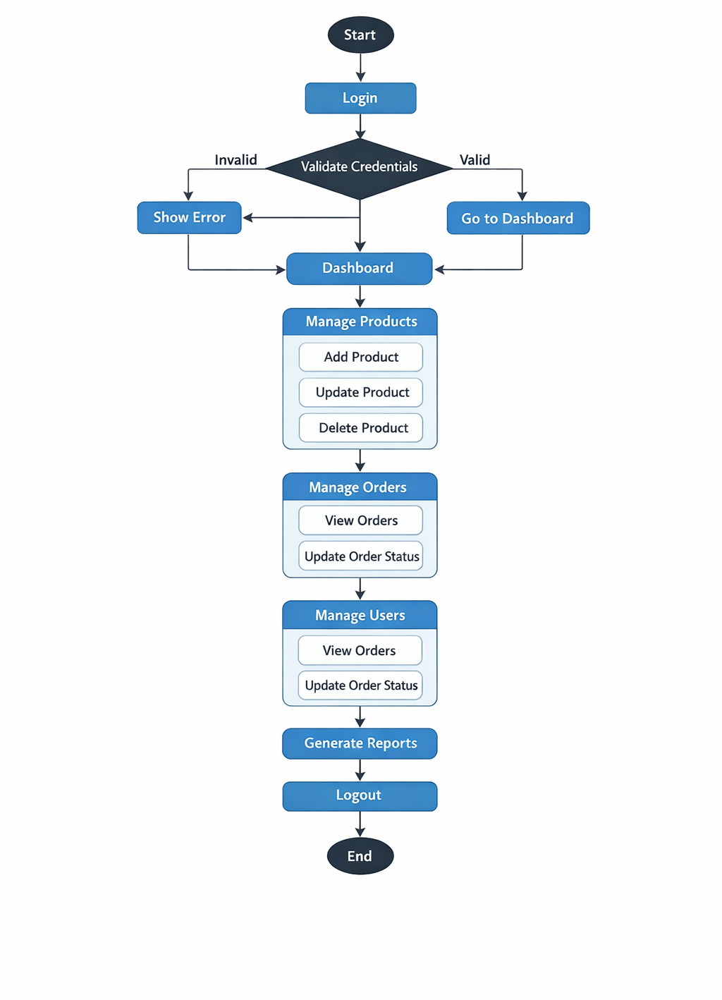 Start
Login
Invalid
Validate Credentials
Valid
Show Error
Go to Dashboard
Dashboard
Manage Products
Add Product
Update Product
Delete Product
Manage Orders
View Orders
Update Order Status
Manage Users
View Orders
Update Order Status
Generate Reports
Logout
End